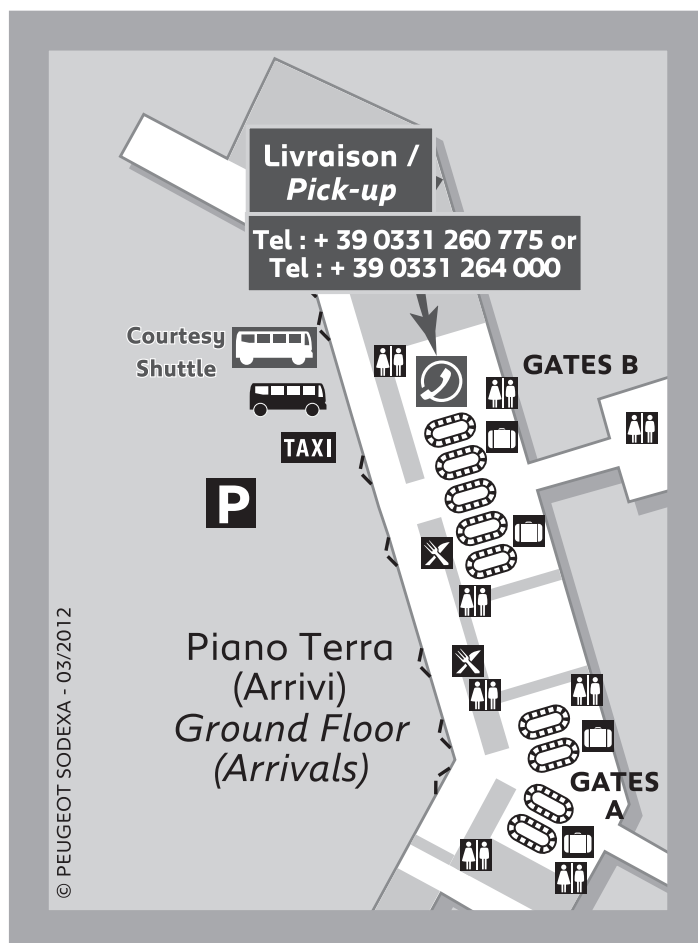 Livraison /
Pick-up
Tel : + 39 0331 260 775 or
Tel : + 39 0331 264 000
Courtesy
Shuttle
GATES B
TAXI
P
Piano Terra
(Arrivi)
Ground Floor
(Arrivals)
GATES
A
© PEUGEOT SODEXA - 03/2012